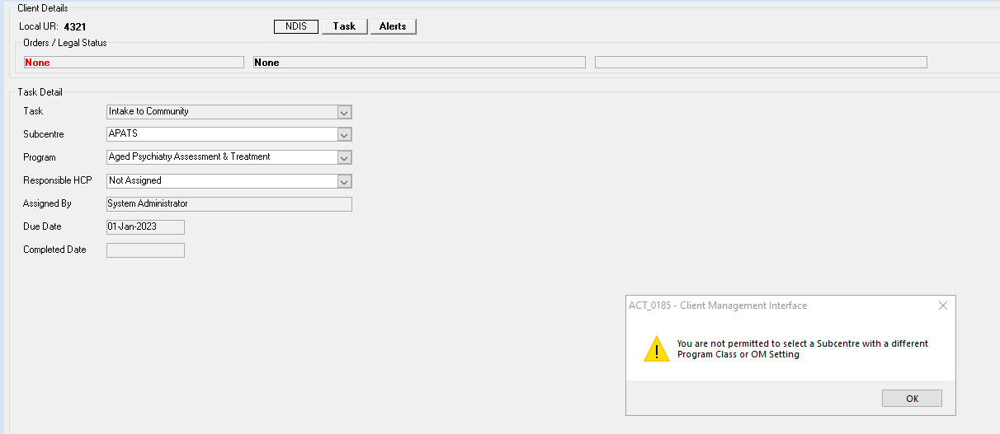 Client Details
Local UR: 4321
NDIS
Task
Alerts
Orders / Legal Status
None
None
Task Detail
Task
Intake to Community
Subcentre
APATS
Program
Aged Psychiatry Assessment & Treatment
Responsible HCP
Not Assigned
Assigned By
System Administrator
Due Date
01-Jan-2023
Completed Date
ACT_0185 - Client Management Interface
You are not permitted to select a Subcentre with a different
Program Class or OM Setting
OK